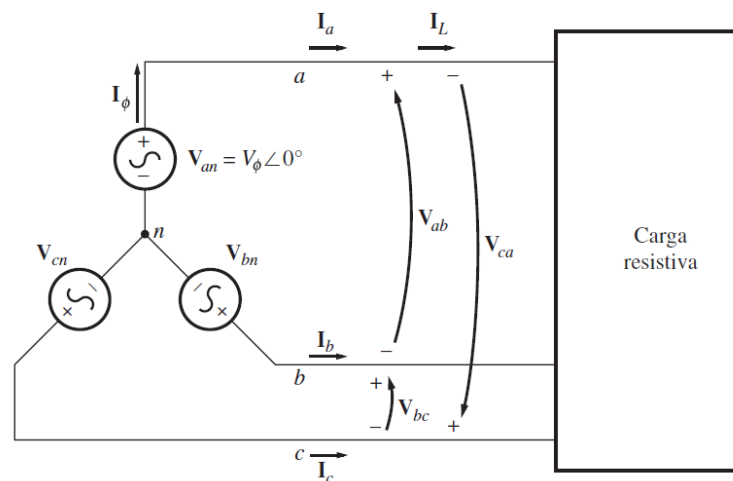 I_a
I_L
a
+
−
I_ϕ
+
−
V_an = V_ϕ∠0°
n
V_cn
V_bn
V_ab
V_ca
Carga
resistiva
−
+
−
+
I_b
−
b
+
V_bc
−
+
c
I_c